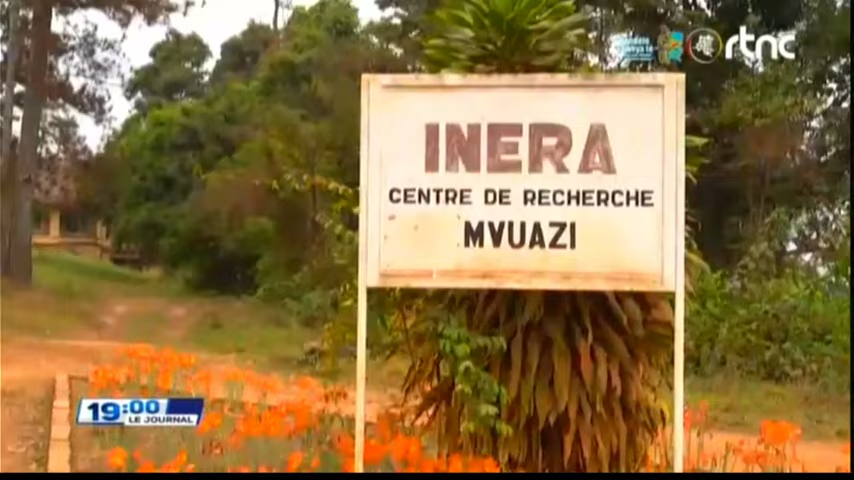 rtnc
INERA
CENTRE DE RECHERCHE
MVUAZI
19:00
LE JOURNAL